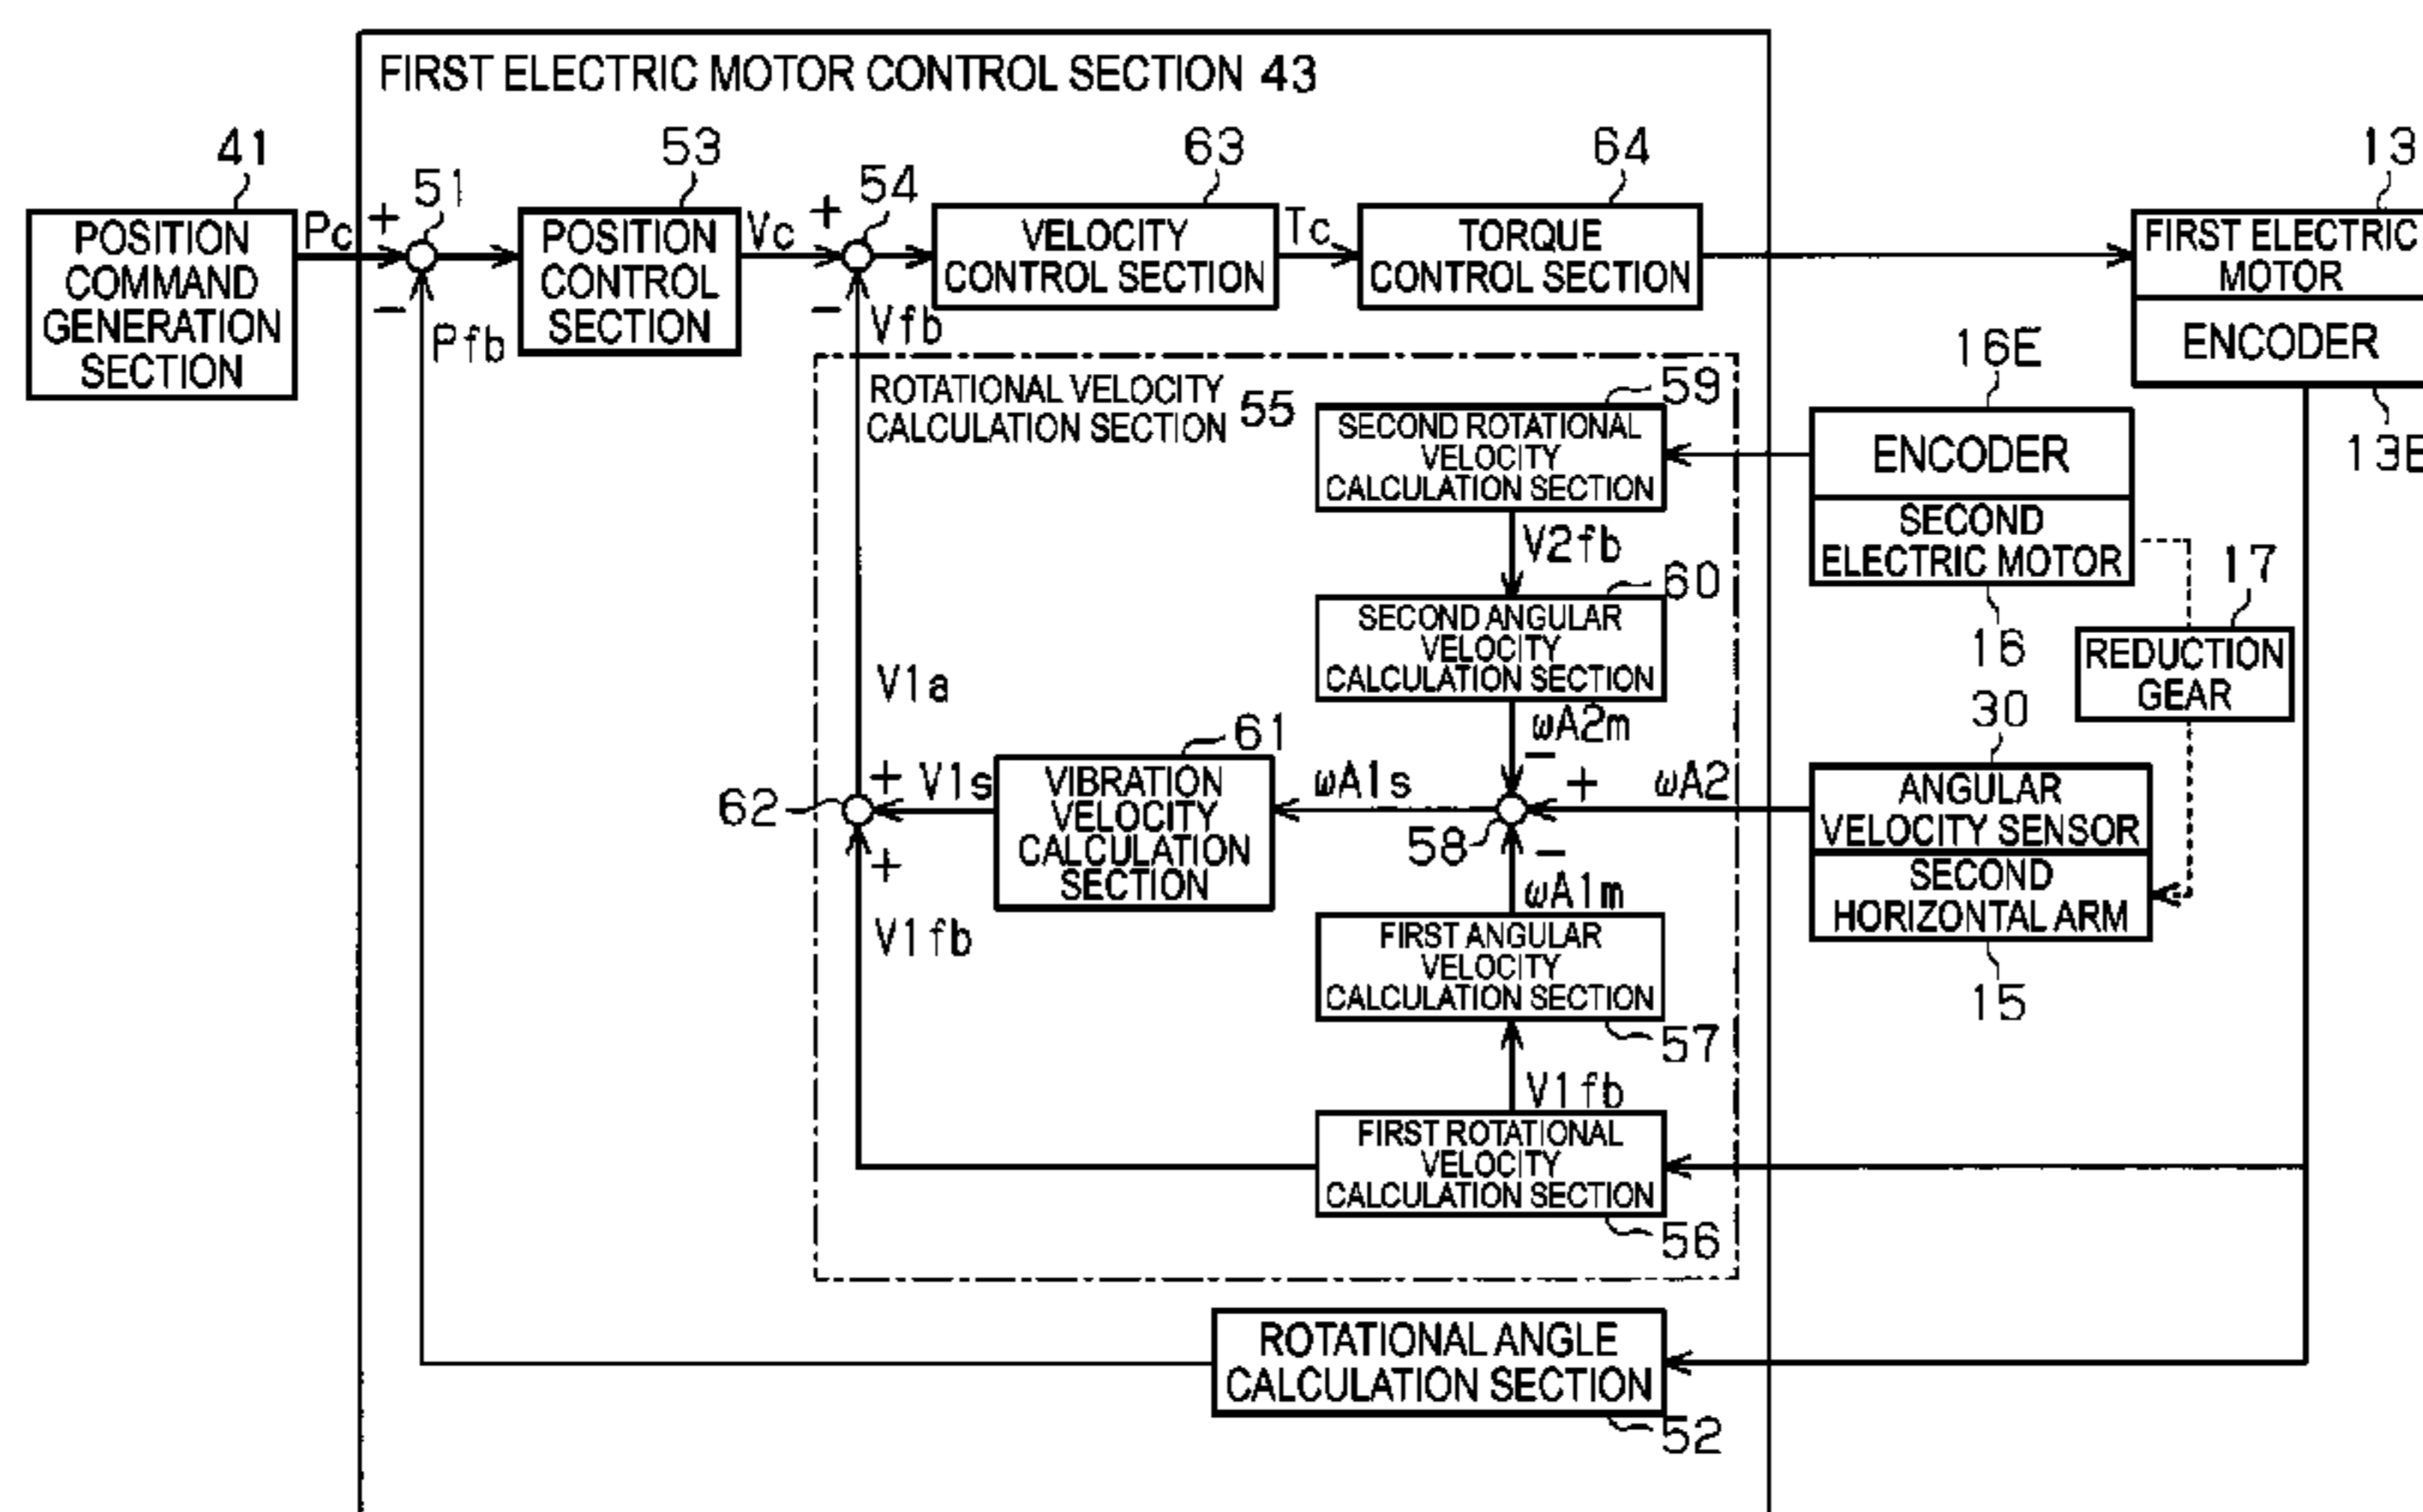 FIRST ELECTRIC MOTOR CONTROL SECTION 43
41
POSITION
COMMAND
GENERATION
SECTION
Pc
+
51
-
Pfb
53
POSITION
CONTROL
SECTION
Vc
+
54
-
Vfb
63
VELOCITY
CONTROL SECTION
Tc
64
TORQUE
CONTROL SECTION
13
FIRST ELECTRIC
MOTOR
ENCODER
13E
ROTATIONAL VELOCITY
CALCULATION SECTION 55
59
SECOND ROTATIONAL
VELOCITY
CALCULATION SECTION
16E
ENCODER
SECOND
ELECTRIC MOTOR
16
17
REDUCTION
GEAR
V2fb
60
SECOND ANGULAR
VELOCITY
CALCULATION SECTION
ωA2m
-
V1a
62
+
V1s
+
V1fb
61
VIBRATION
VELOCITY
CALCULATION
SECTION
ωA1s
58
+
ωA2
30
ANGULAR
VELOCITY SENSOR
SECOND
HORIZONTAL ARM
15
-
ωA1m
FIRST ANGULAR
VELOCITY
CALCULATION SECTION
57
V1fb
FIRST ROTATIONAL
VELOCITY
CALCULATION SECTION
56
ROTATIONAL ANGLE
CALCULATION SECTION
52